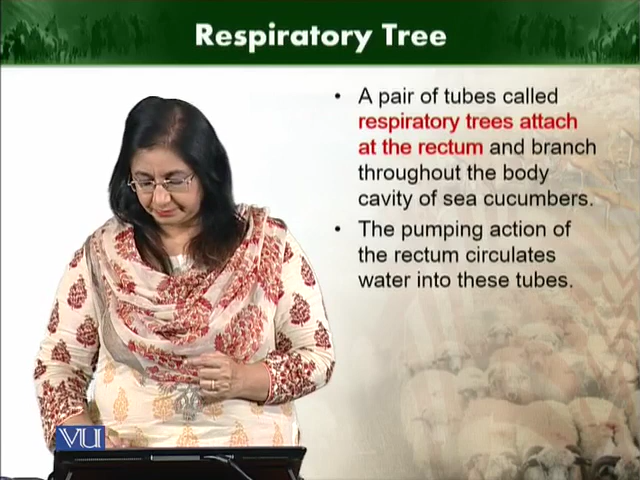 Respiratory Tree
• A pair of tubes called
respiratory trees attach
at the rectum and branch
throughout the body
cavity of sea cucumbers.
• The pumping action of
the rectum circulates
water into these tubes.
VU